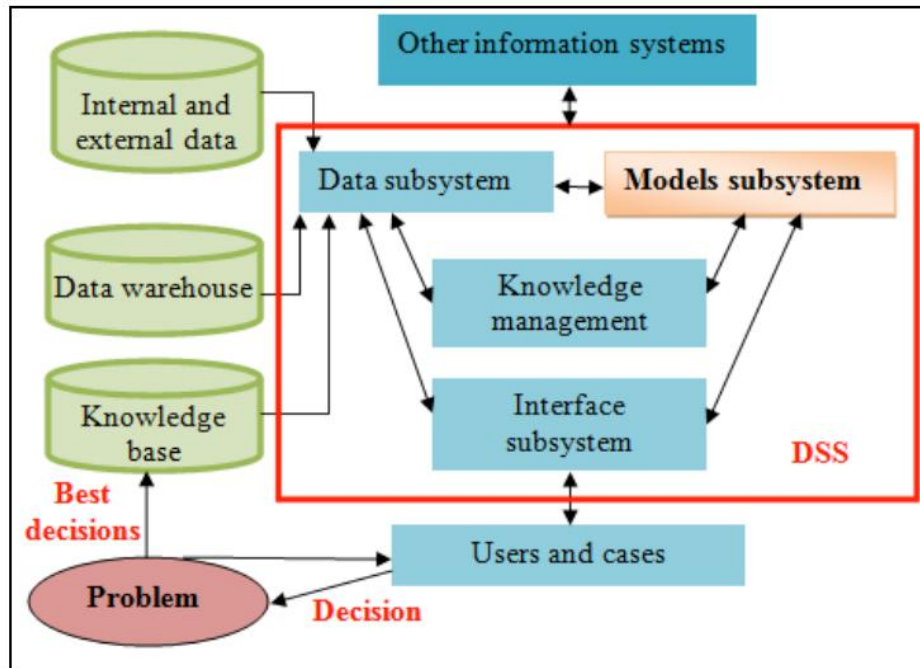 Other information systems
Internal and
external data
Data subsystem
Models subsystem
Data warehouse
Knowledge
management
Knowledge
base
Interface
subsystem
DSS
Best
decisions
Users and cases
Problem
Decision